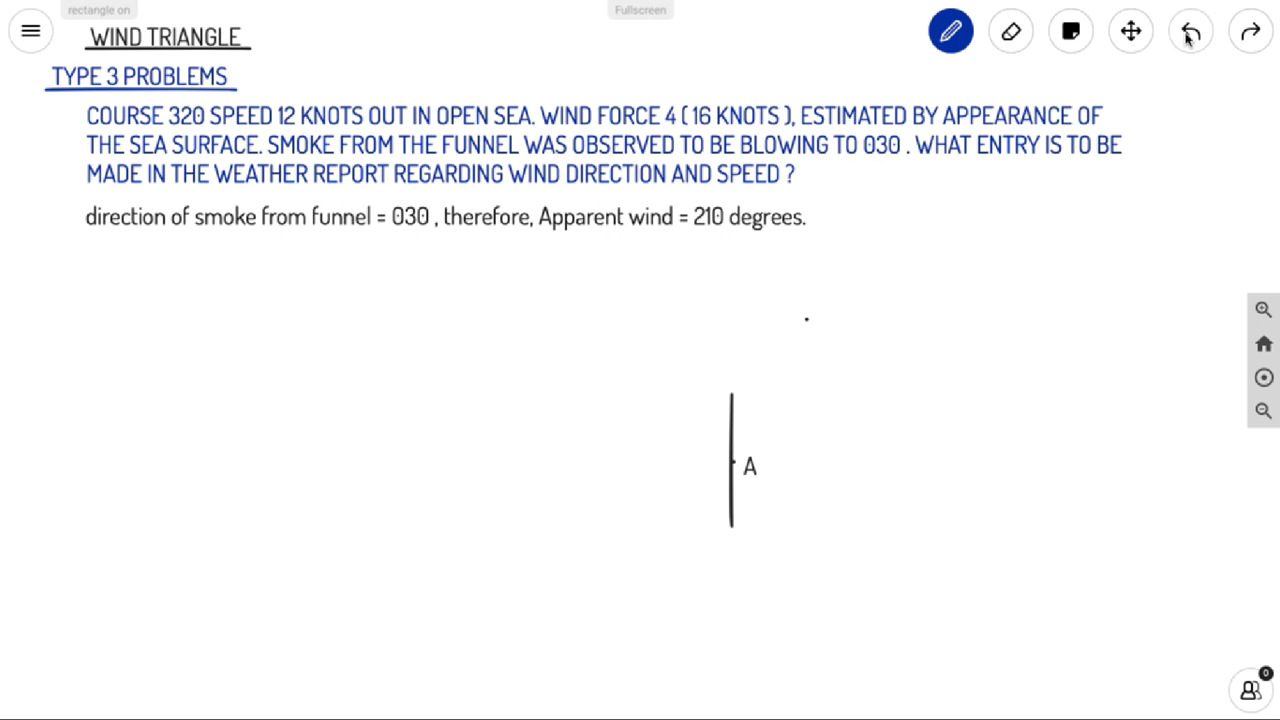 rectangle on
Fullscreen
WIND TRIANGLE
TYPE 3 PROBLEMS
COURSE 320 SPEED 12 KNOTS OUT IN OPEN SEA. WIND FORCE 4 ( 16 KNOTS ), ESTIMATED BY APPEARANCE OF
THE SEA SURFACE. SMOKE FROM THE FUNNEL WAS OBSERVED TO BE BLOWING TO 030 . WHAT ENTRY IS TO BE
MADE IN THE WEATHER REPORT REGARDING WIND DIRECTION AND SPEED ?
direction of smoke from funnel = 030 , therefore, Apparent wind = 210 degrees.
A
0